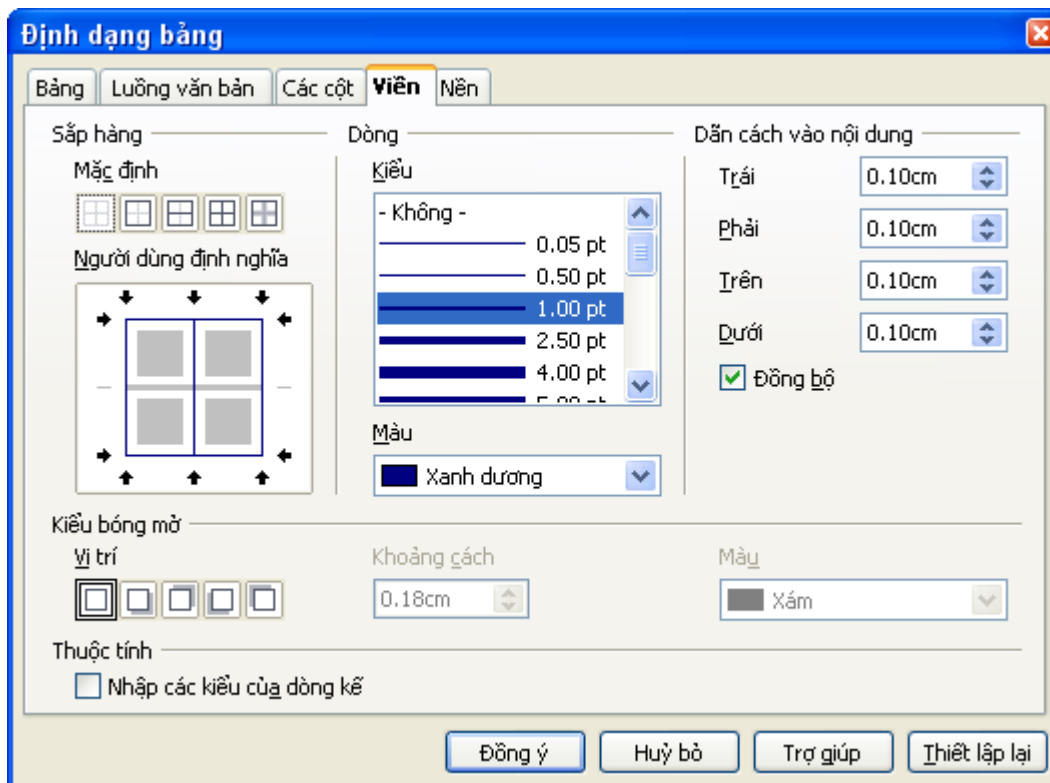 Định dạng bảng
Bảng
Luồng văn bản
Các cột
Viền
Nền
Sắp hàng
Mặc định
Người dùng định nghĩa
Dòng
Kiểu
- Không -
0.05 pt
0.50 pt
1.00 pt
2.50 pt
4.00 pt
5.00 pt
Màu
Xanh dương
Dãn cách vào nội dung
Trái 0.10cm
Phải 0.10cm
Trên 0.10cm
Dưới 0.10cm
Đồng bộ
Kiểu bóng mờ
Vị trí
Khoảng cách
0.18cm
Màu
Xám
Thuộc tính
Nhập các kiểu của dòng kế
Đồng ý
Huỷ bỏ
Trợ giúp
Thiết lập lại